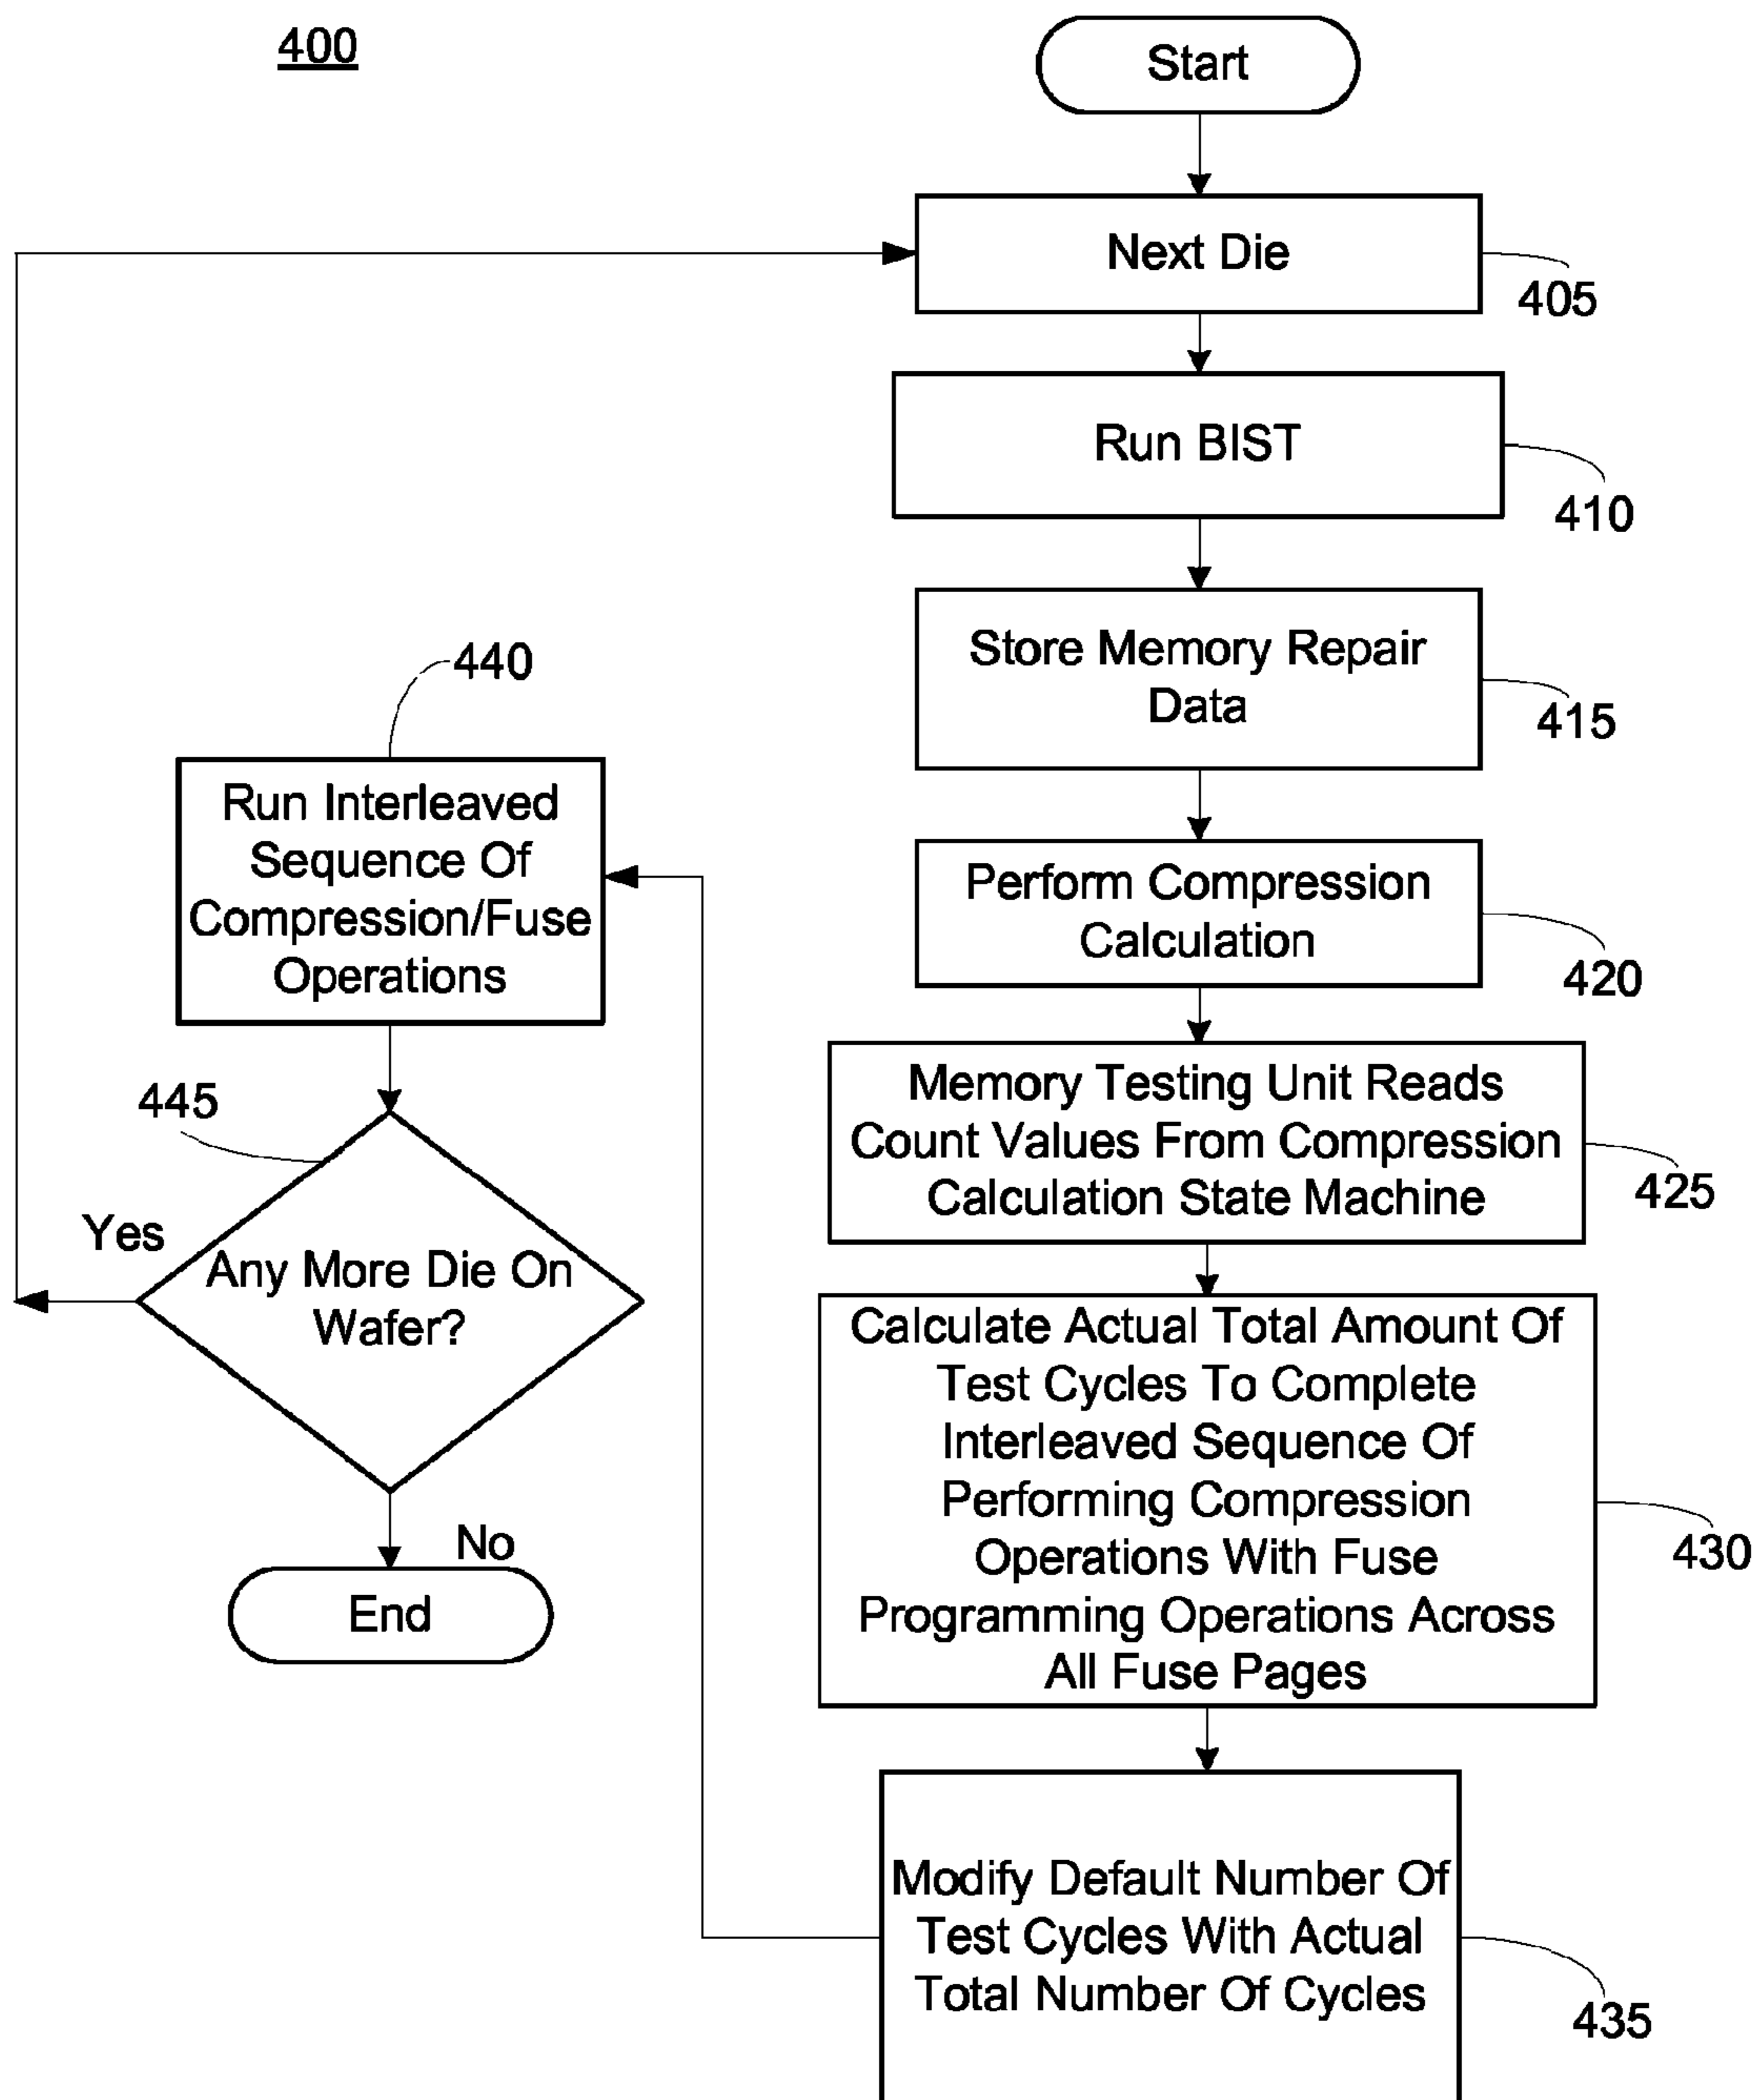 400
Start
Next Die
405
Run BIST
410
Store Memory Repair
Data
415
Perform Compression
Calculation
420
Memory Testing Unit Reads
Count Values From Compression
Calculation State Machine
425
Calculate Actual Total Amount Of
Test Cycles To Complete
Interleaved Sequence Of
Performing Compression
Operations With Fuse
Programming Operations Across
All Fuse Pages
430
Modify Default Number Of
Test Cycles With Actual
Total Number Of Cycles
435
440
Run Interleaved
Sequence Of
Compression/Fuse
Operations
445
Yes
Any More Die On
Wafer?
No
End